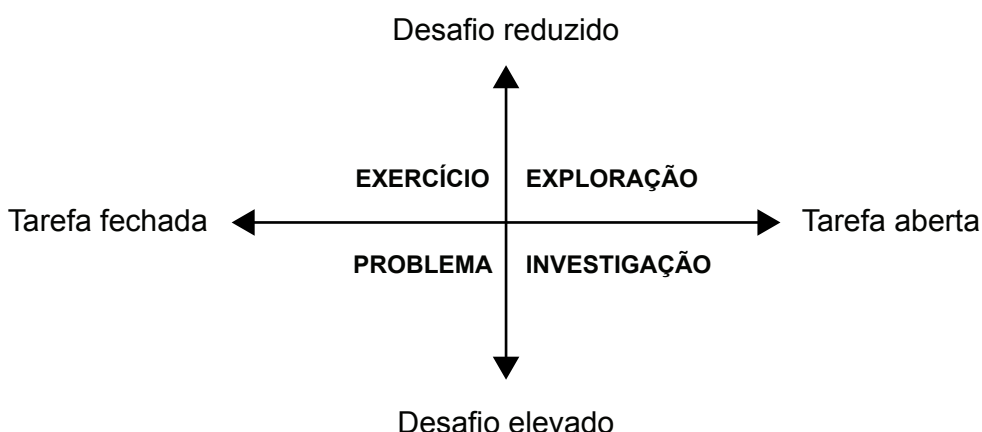 Desafio reduzido
EXERCÍCIO EXPLORAÇÃO
Tarefa fechada Tarefa aberta
PROBLEMA INVESTIGAÇÃO
Desafio elevado